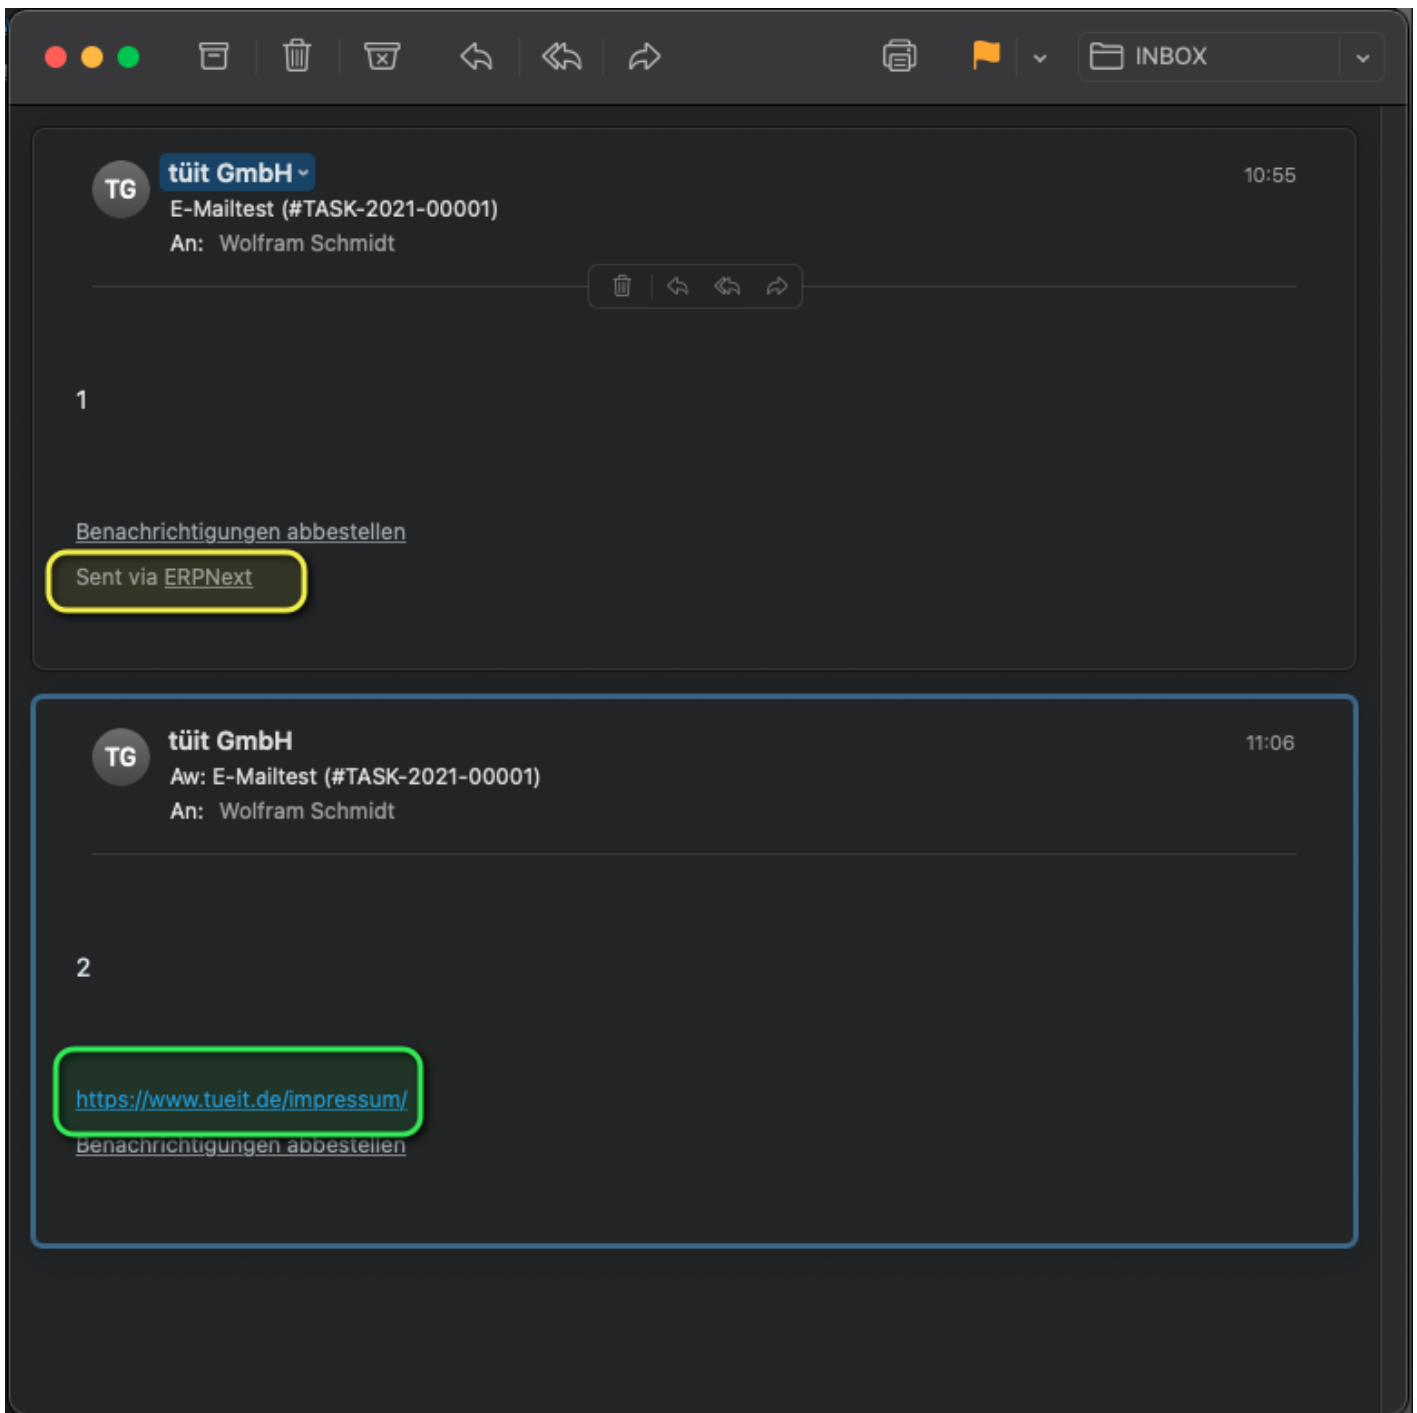 INBOX
TG
tüit GmbH
10:55
E-Mailtest (#TASK-2021-00001)
An: Wolfram Schmidt
1
Benachrichtigungen abbestellen
Sent via ERPNext
TG
tüit GmbH
11:06
Aw: E-Mailtest (#TASK-2021-00001)
An: Wolfram Schmidt
2
https://www.tueit.de/impressum/
Benachrichtigungen abbestellen